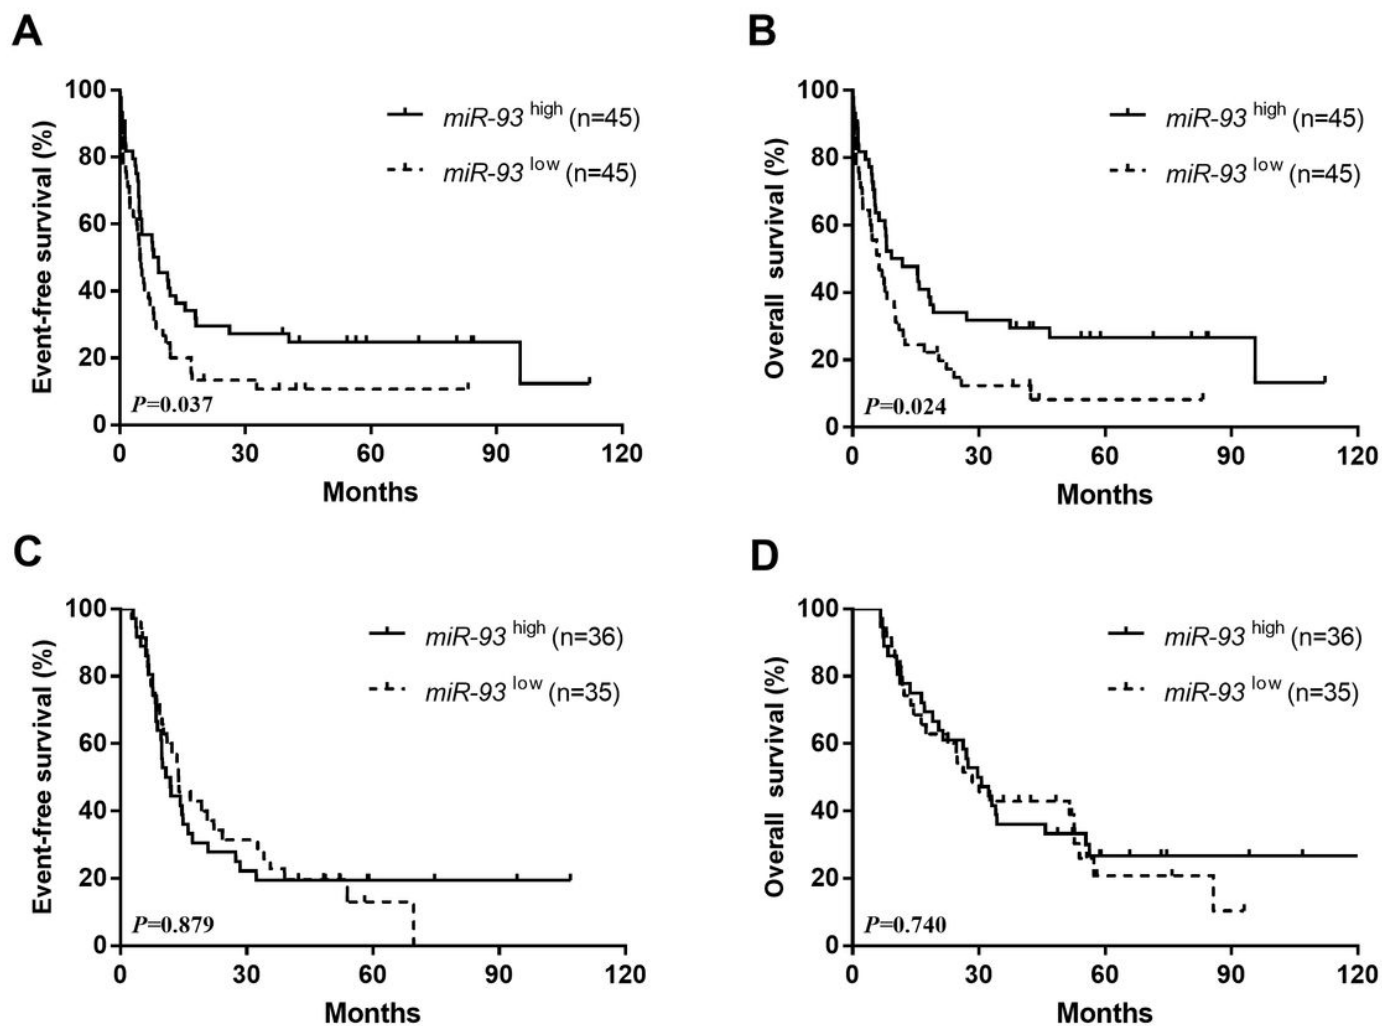 A
Event-free survival (%)
100
80
60
40
20
0
miR-93 high (n=45)
miR-93 low (n=45)
P=0.037
0 30 60 90 120
Months
B
Overall survival (%)
100
80
60
40
20
0
miR-93 high (n=45)
miR-93 low (n=45)
P=0.024
0 30 60 90 120
Months
C
Event-free survival (%)
100
80
60
40
20
0
miR-93 high (n=36)
miR-93 low (n=35)
P=0.879
0 30 60 90 120
Months
D
Overall survival (%)
100
80
60
40
20
0
miR-93 high (n=36)
miR-93 low (n=35)
P=0.740
0 30 60 90 120
Months